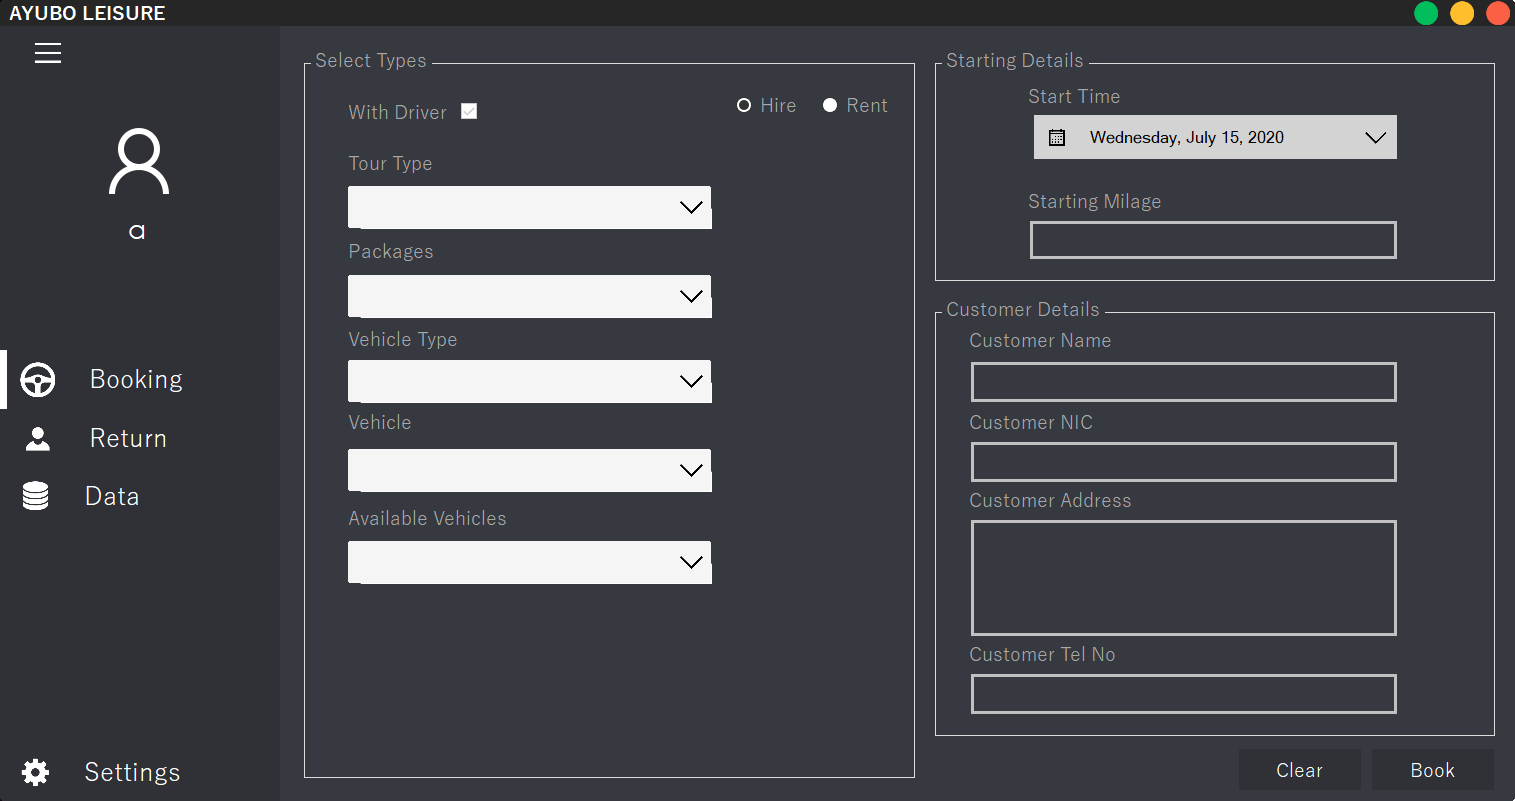 AYUBO LEISURE
a
Booking
Return
Data
Settings
Select Types
With Driver
Hire
Rent
Tour Type
Packages
Vehicle Type
Vehicle
Available Vehicles
Starting Details
Start Time
Wednesday, July 15, 2020
Starting Milage
Customer Details
Customer Name
Customer NIC
Customer Address
Customer Tel No
Clear
Book